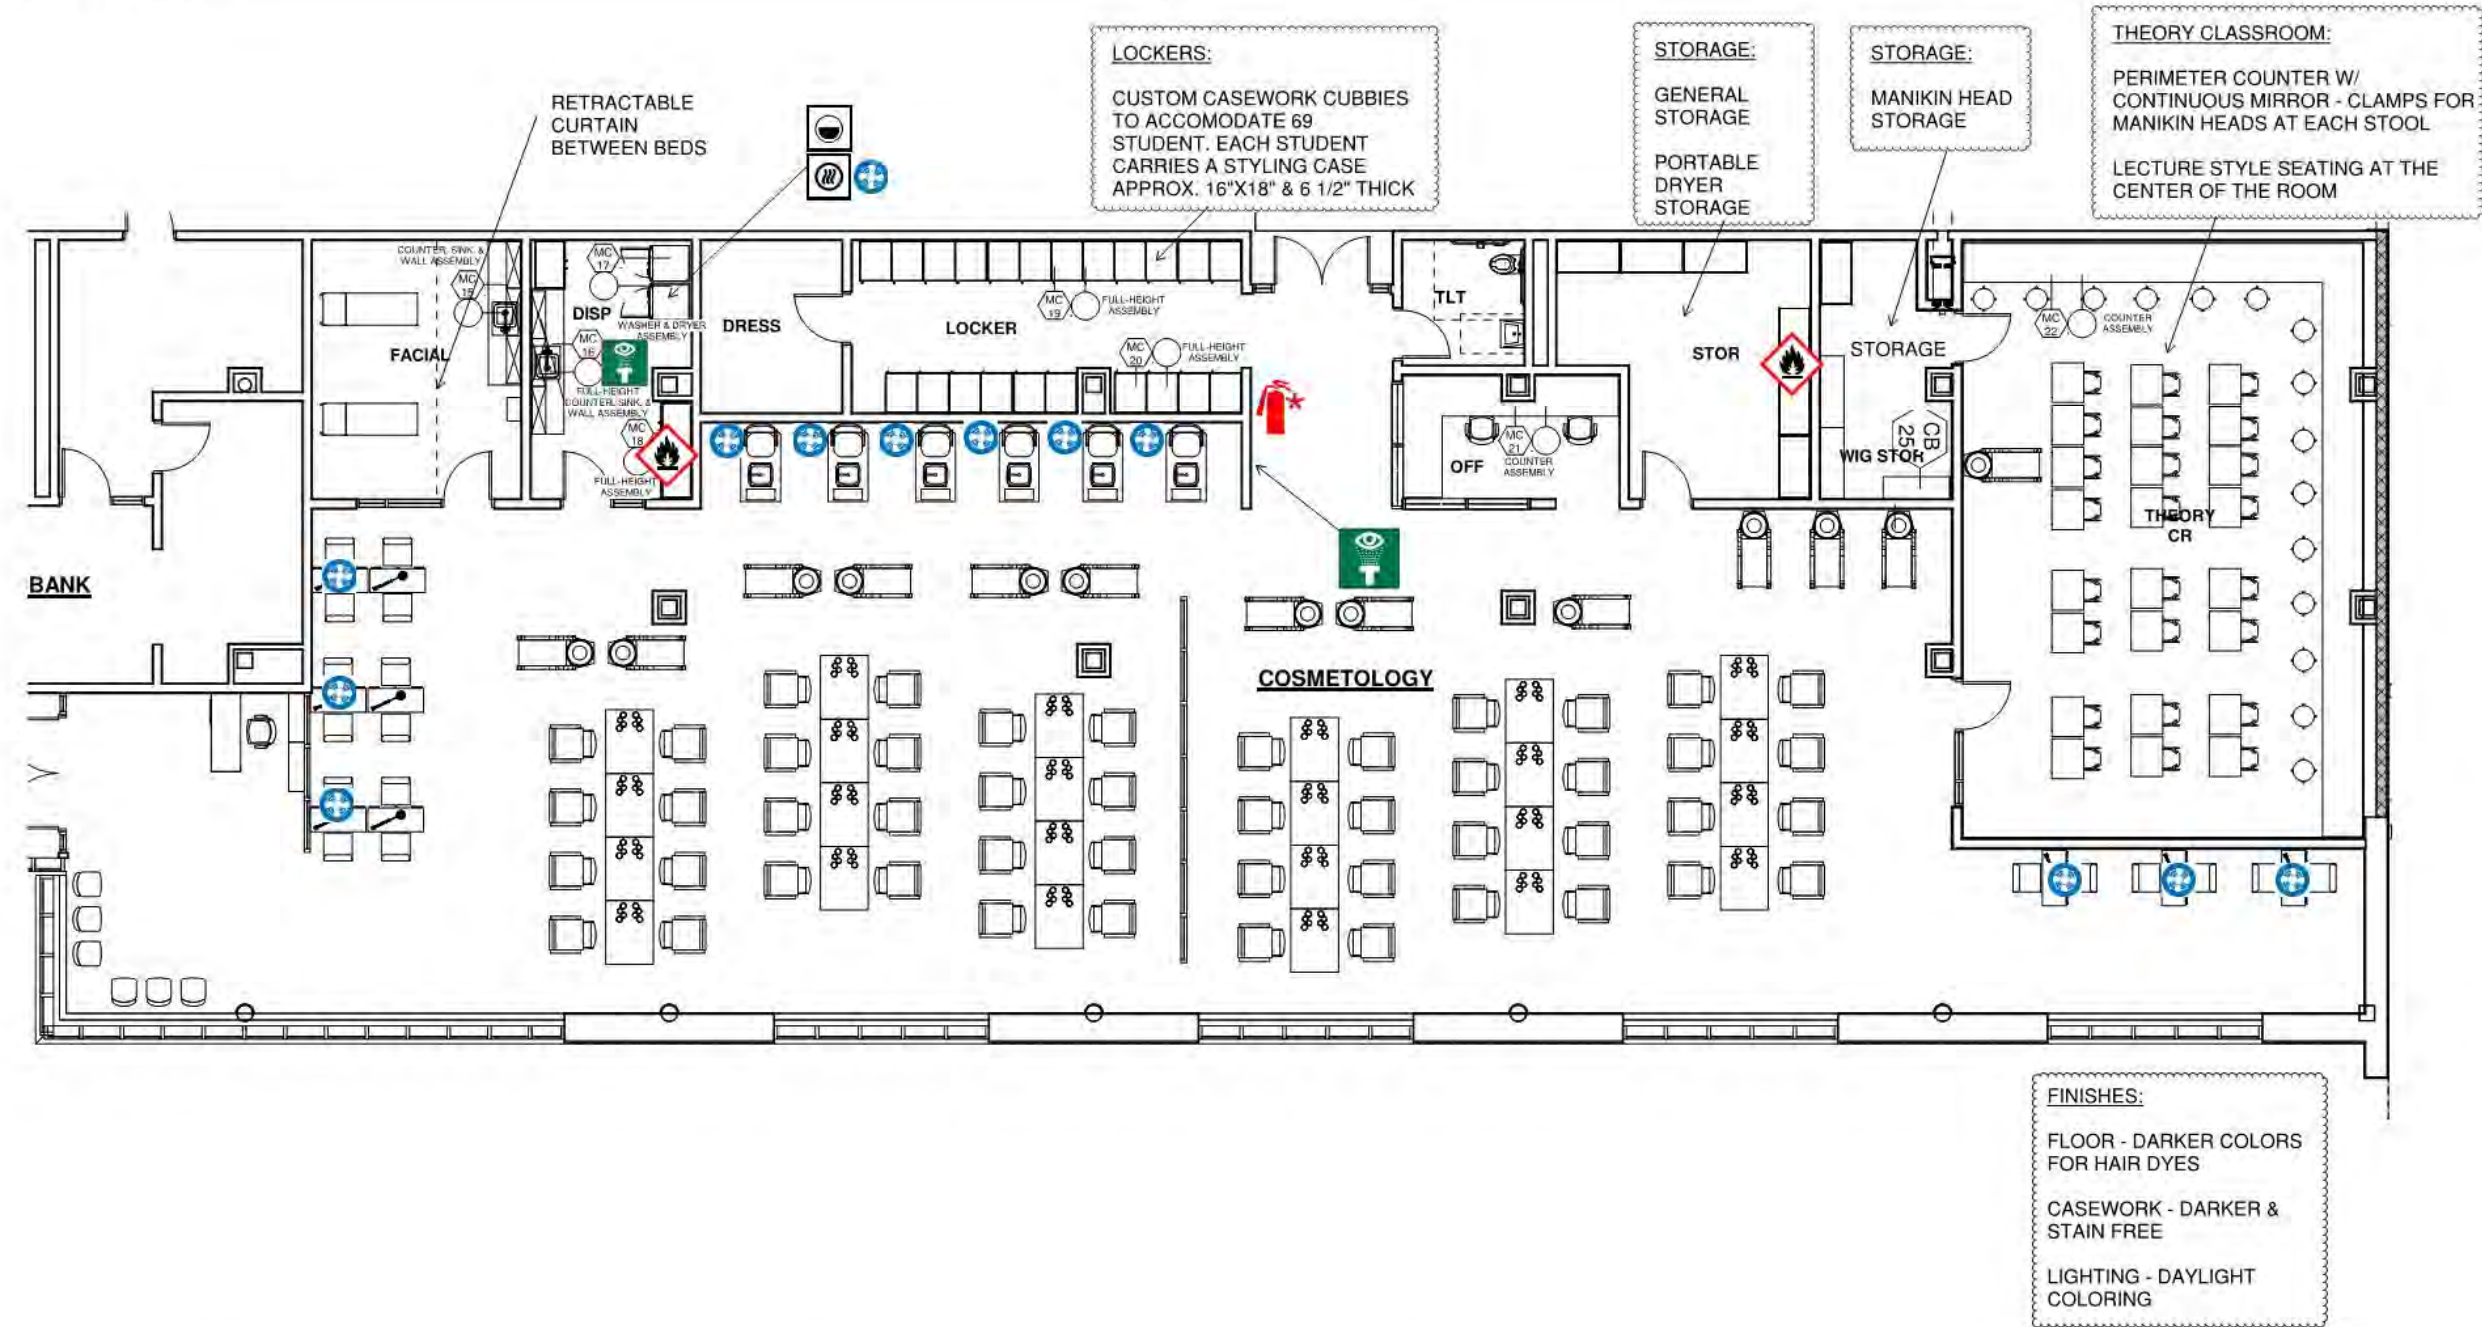 LOCKERS:
CUSTOM CASEWORK CUBBIES
TO ACCOMODATE 69
STUDENT. EACH STUDENT
CARRIES A STYLING CASE
APPROX. 16"X18" & 6 1/2" THICK
STORAGE:
GENERAL
STORAGE
PORTABLE
DRYER
STORAGE
STORAGE:
MANIKIN HEAD
STORAGE
THEORY CLASSROOM:
PERIMETER COUNTER W/
CONTINUOUS MIRROR - CLAMPS FOR
MANIKIN HEADS AT EACH STOOL
LECTURE STYLE SEATING AT THE
CENTER OF THE ROOM
RETRACTABLE
CURTAIN
BETWEEN BEDS
COUNTER, SINK, &
WALL ASSEMBLY
MC
15
FACIAL
MC
17
DISP
WASHER & DRYER
ASSEMBLY
MC
16
FULL-HEIGHT
COUNTER, SINK, &
WALL ASSEMBLY
MC
18
FULL-HEIGHT
ASSEMBLY
DRESS
LOCKER
MC
19
FULL-HEIGHT
ASSEMBLY
MC
20
FULL-HEIGHT
ASSEMBLY
*
TLT
OFF
MC
21
COUNTER
ASSEMBLY
STOR
STORAGE
CB
25
WIG STOR
MC
22
COUNTER
ASSEMBLY
THEORY
CR
BANK
COSMETOLOGY
FINISHES:
FLOOR - DARKER COLORS
FOR HAIR DYES
CASEWORK - DARKER &
STAIN FREE
LIGHTING - DAYLIGHT
COLORING